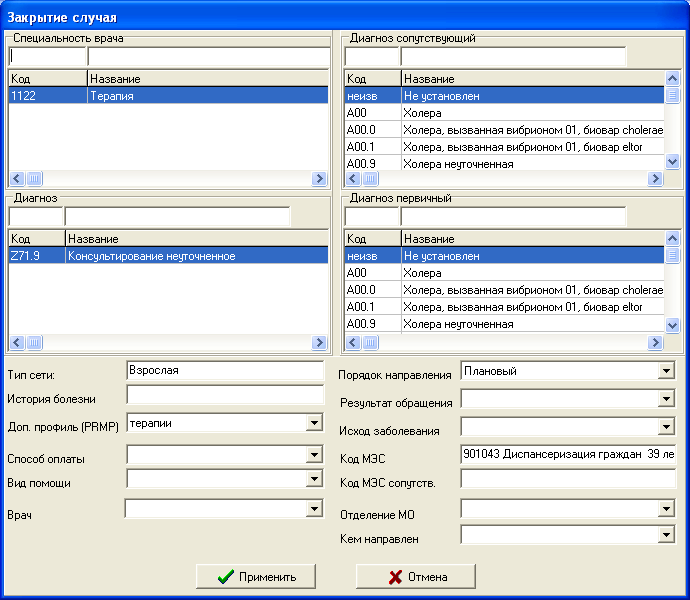 Закрытие случая
Специальность врача
Код Название
1122 Терапия
Диагноз сопутствующий
Код Название
неизв Не установлен
A00 Холера
A00.0 Холера, вызванная вибрионом 01, биовар cholerae
A00.1 Холера, вызванная вибрионом 01, биовар eltor
A00.9 Холера неуточненная
Диагноз
Код Название
Z71.9 Консультирование неуточненное
Диагноз первичный
Код Название
неизв Не установлен
A00 Холера
A00.0 Холера, вызванная вибрионом 01, биовар cholerae
A00.1 Холера, вызванная вибрионом 01, биовар eltor
A00.9 Холера неуточненная
Тип сети: Взрослая
История болезни
Доп. профиль (PRMP) терапии
Способ оплаты
Вид помощи
Врач
Порядок направления Плановый
Результат обращения
Исход заболевания
Код МЭС 901043 Диспансеризация граждан 39 ле
Код МЭС сопутств.
Отделение МО
Кем направлен
Применить
Отмена